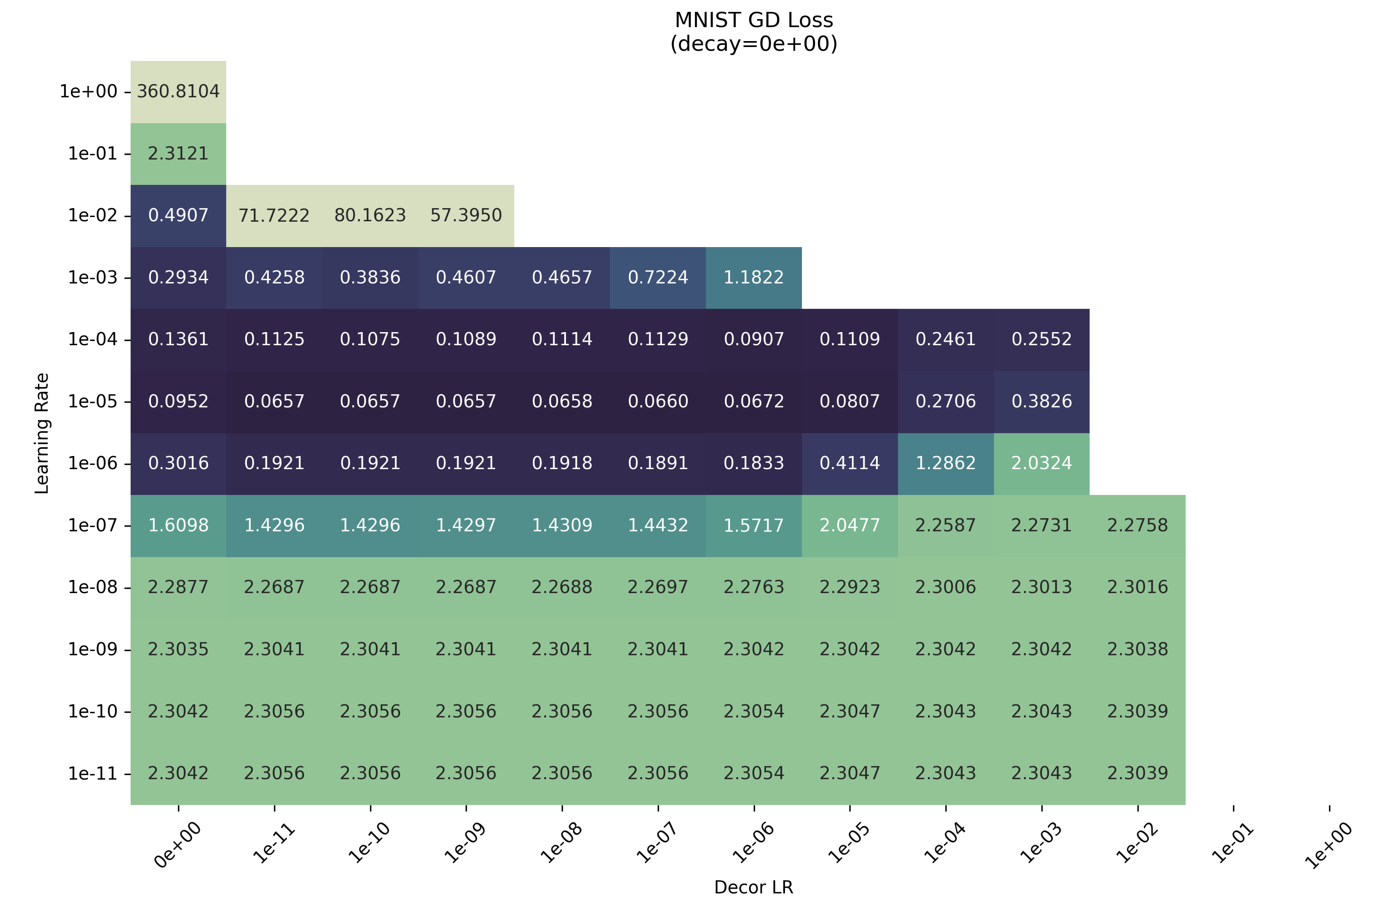 MNIST GD Loss
(decay=0e+00)
1e+00 360.8104
1e-01 2.3121
1e-02 0.4907 71.7222 80.1623 57.3950
1e-03 0.2934 0.4258 0.3836 0.4607 0.4657 0.7224 1.1822
1e-04 0.1361 0.1125 0.1075 0.1089 0.1114 0.1129 0.0907 0.1109 0.2461 0.2552
1e-05 0.0952 0.0657 0.0657 0.0657 0.0658 0.0660 0.0672 0.0807 0.2706 0.3826
1e-06 0.3016 0.1921 0.1921 0.1921 0.1918 0.1891 0.1833 0.4114 1.2862 2.0324
1e-07 1.6098 1.4296 1.4296 1.4297 1.4309 1.4432 1.5717 2.0477 2.2587 2.2731 2.2758
1e-08 2.2877 2.2687 2.2687 2.2687 2.2688 2.2697 2.2763 2.2923 2.3006 2.3013 2.3016
1e-09 2.3035 2.3041 2.3041 2.3041 2.3041 2.3041 2.3042 2.3042 2.3042 2.3042 2.3038
1e-10 2.3042 2.3056 2.3056 2.3056 2.3056 2.3056 2.3054 2.3047 2.3043 2.3043 2.3039
1e-11 2.3042 2.3056 2.3056 2.3056 2.3056 2.3056 2.3054 2.3047 2.3043 2.3043 2.3039
Learning Rate
0e+00 1e-11 1e-10 1e-09 1e-08 1e-07 1e-06 1e-05 1e-04 1e-03 1e-02 1e-01 1e+00
Decor LR